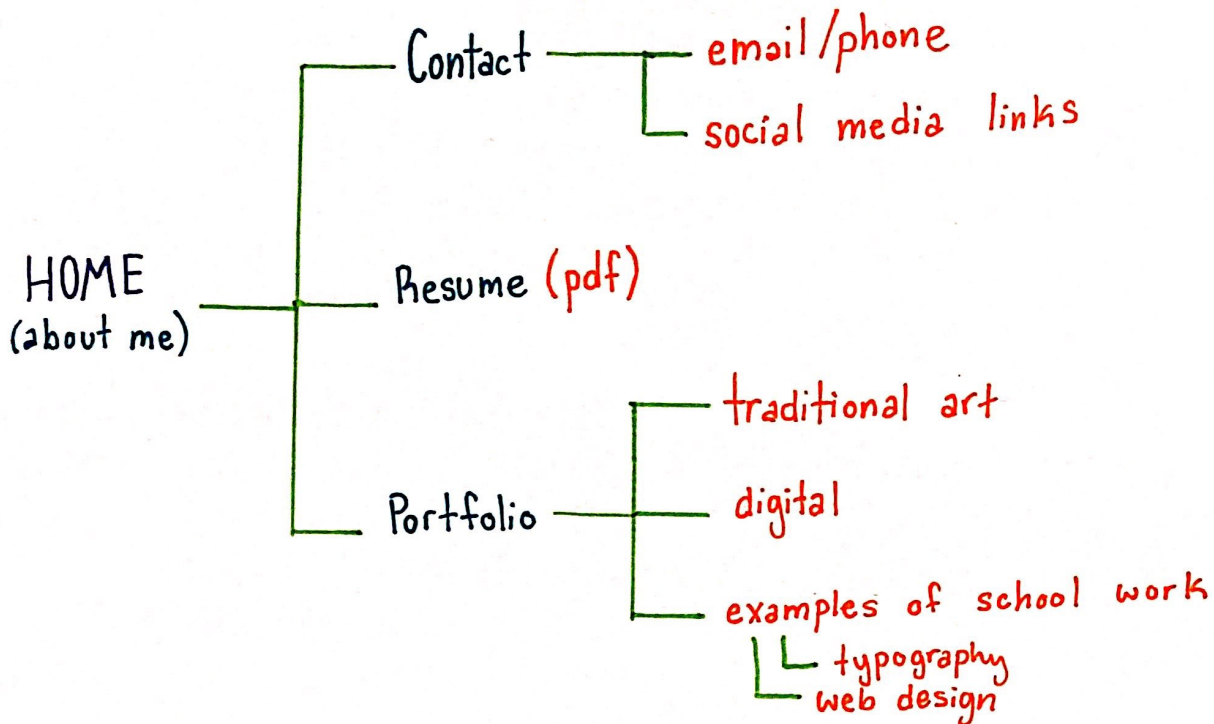 Contact
email/phone
social media links
HOME
(about me)
Resume (pdf)
Portfolio
traditional art
digital
examples of school work
typography
web design